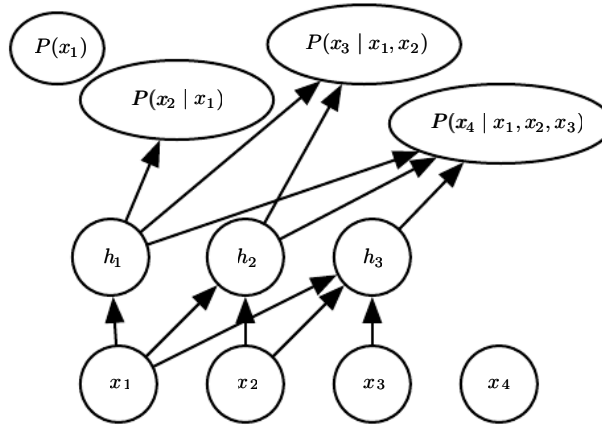 P(x₁)
P(x₃ | x₁, x₂)
P(x₂ | x₁)
P(x₄ | x₁, x₂, x₃)
h₁
h₂
h₃
x₁
x₂
x₃
x₄